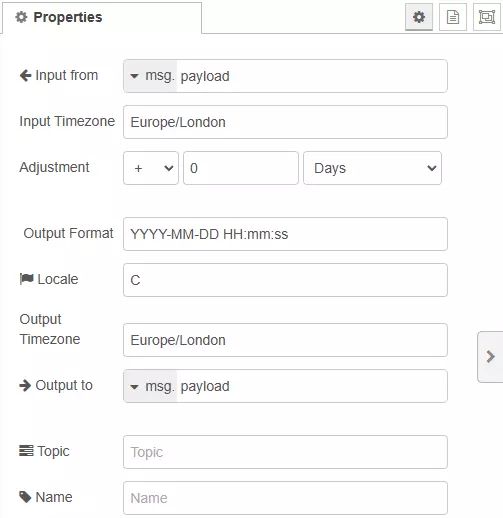 Properties
Input from msg. payload
Input Timezone Europe/London
Adjustment + 0 Days
Output Format YYYY-MM-DD HH:mm:ss
Locale C
Output
Timezone Europe/London
Output to msg. payload
Topic Topic
Name Name